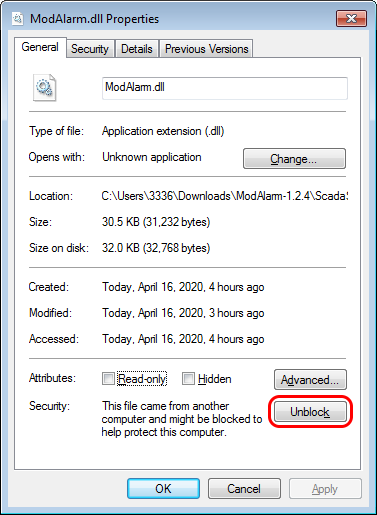 ModAlarm.dll Properties
General Security Details Previous Versions
ModAlarm.dll
Type of file: Application extension (.dll)
Opens with: Unknown application Change...
Location: C:\Users\3336\Downloads\ModAlarm-1.2.4\ScadaS
Size: 30.5 KB (31,232 bytes)
Size on disk: 32.0 KB (32,768 bytes)
Created: Today, April 16, 2020, 4 hours ago
Modified: Today, April 16, 2020, 3 hours ago
Accessed: Today, April 16, 2020, 4 hours ago
Attributes: Read-only Hidden Advanced...
Security: This file came from another
computer and might be blocked to
help protect this computer.
Unblock
OK Cancel Apply